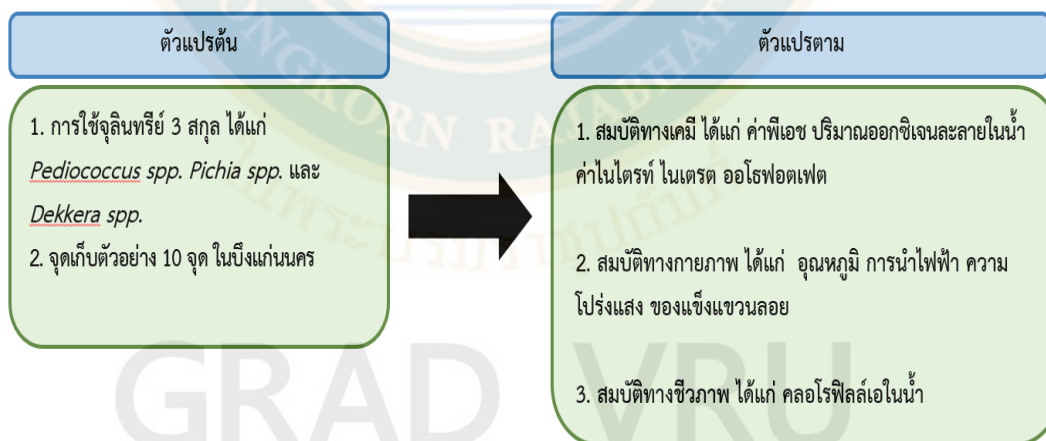 ตัวแปรต้น
1. การใช้จุลินทรีย์ 3 สกุล ได้แก่
Pediococcus spp. Pichia spp. และ
Dekkera spp.
2. จุดเก็บตัวอย่าง 10 จุด ในบึงแก่นนคร
ตัวแปรตาม
1. สมบัติทางเคมี ได้แก่ ค่าพีเอช ปริมาณออกซิเจนละลายในน้ำ
ค่าไนไตรท์ ไนเตรต ออโธฟอตเฟต
2. สมบัติทางกายภาพ ได้แก่ อุณหภูมิ การนำไฟฟ้า ความ
โปร่งแสง ของแข็งแขวนลอย
3. สมบัติทางชีวภาพ ได้แก่ คลอโรฟิลล์เอในน้ำ
ONGKORN RAJABHAT
GRAD VRU